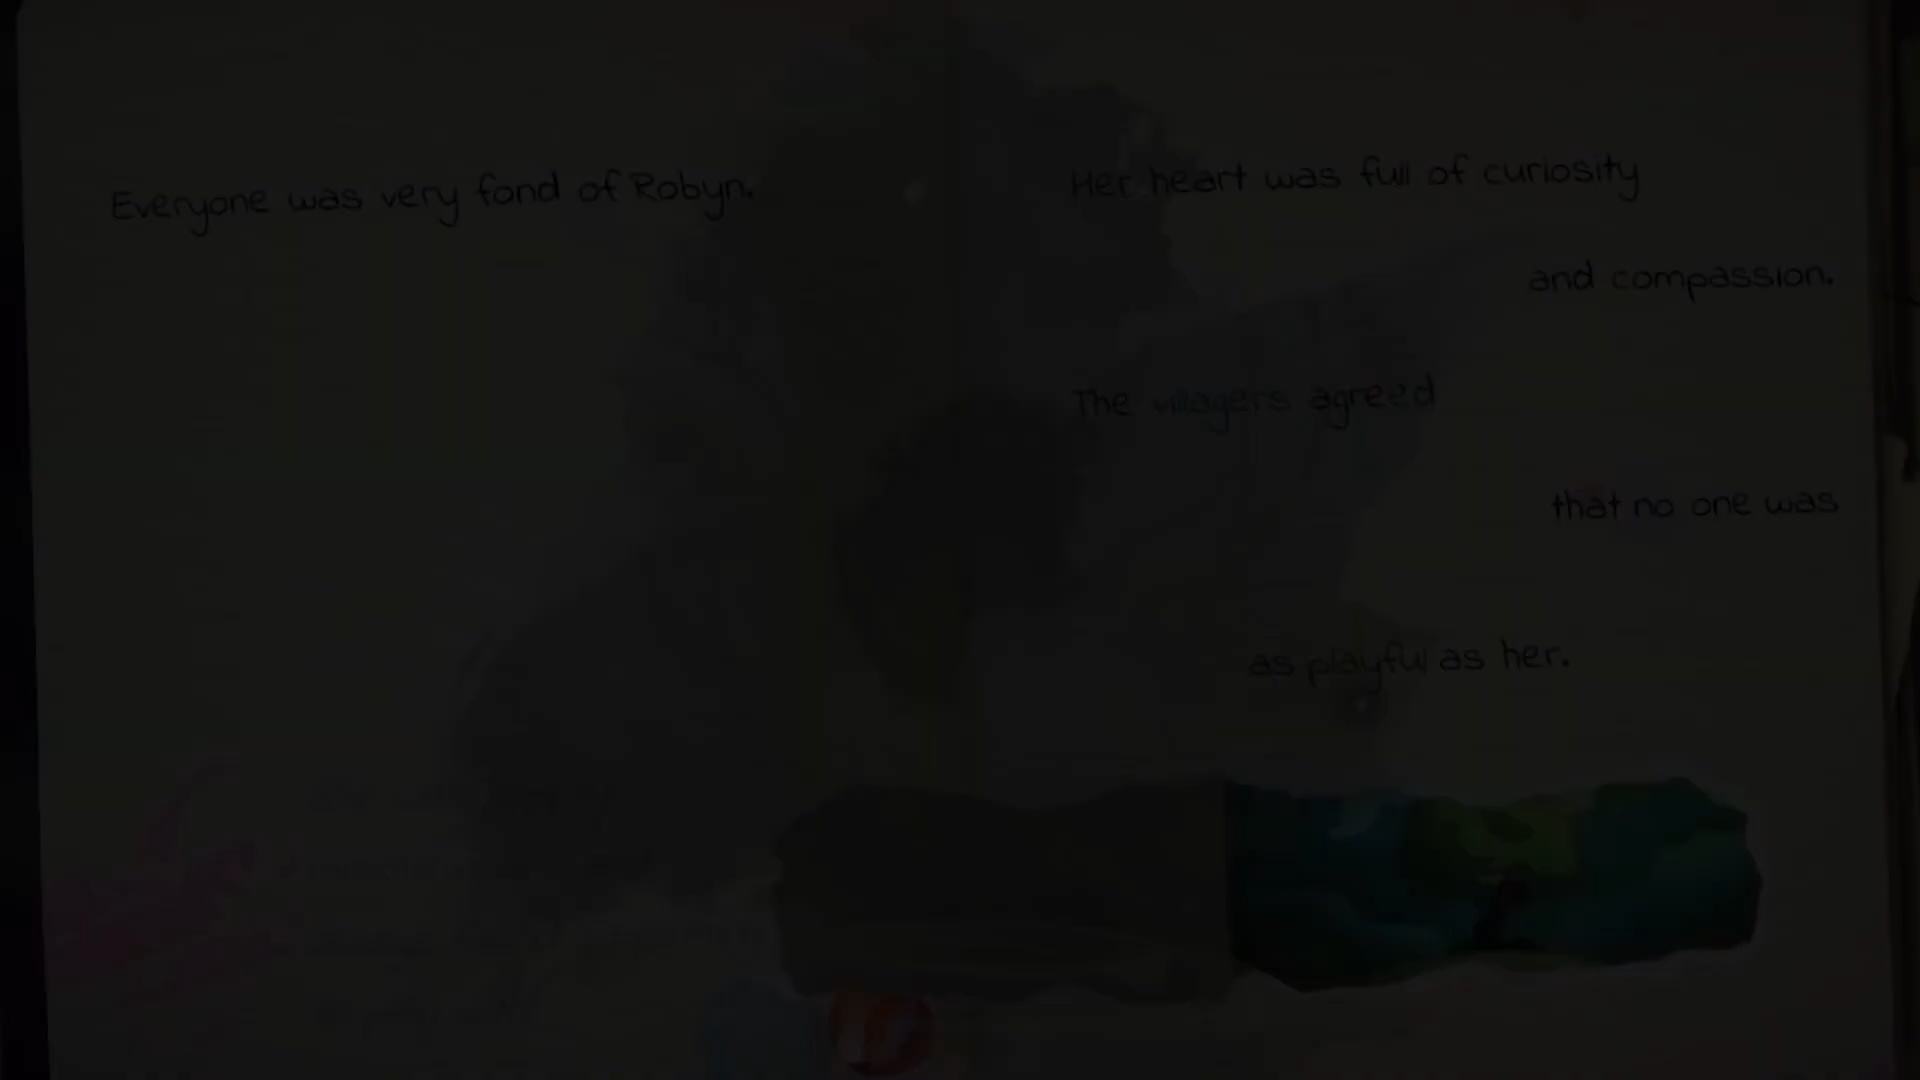 Everyone was very fond of Robyn.
Her heart was full of curiosity
and compassion.
The villagers agreed
that no one was
as playful as her.